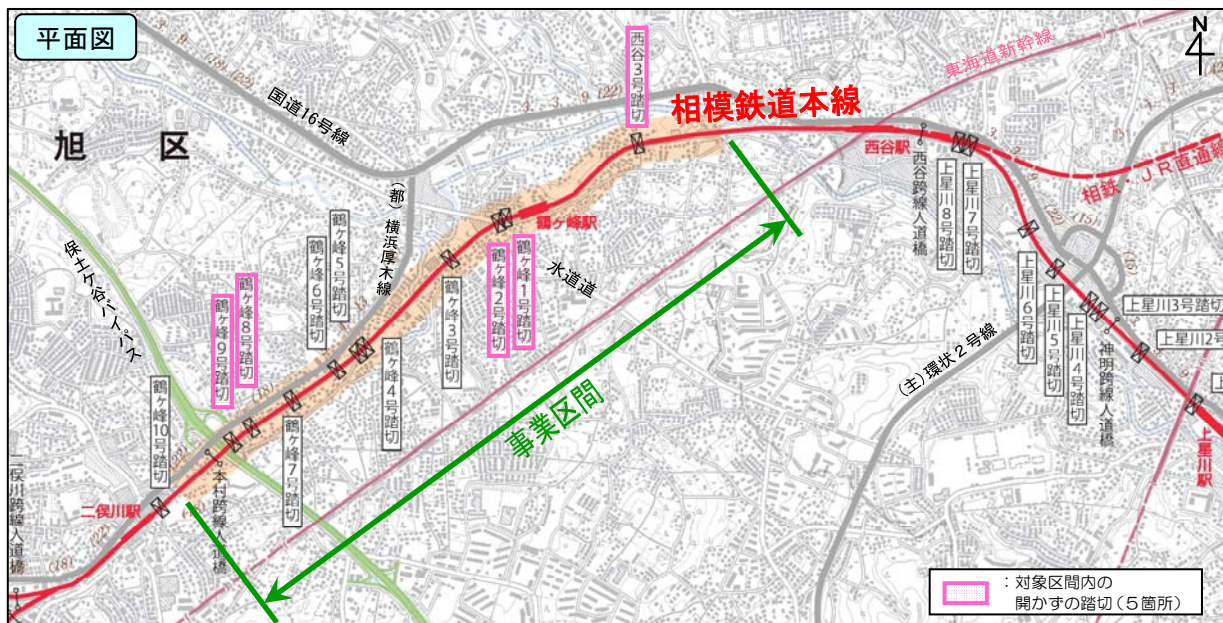 平面図
N
4
旭区
国道16号線
(都)横浜厚木線
保土ケ谷バイパス
西谷3号踏切
相模鉄道本線
東海道新幹線
西谷駅
西谷跨線人道橋
上星川8号踏切
上星川7号踏切
相鉄・JR直通線
鶴ヶ峰駅
鶴ヶ峰5号踏切
鶴ヶ峰6号踏切
鶴ヶ峰8号踏切
鶴ヶ峰9号踏切
鶴ヶ峰10号踏切
鶴ヶ峰1号踏切
鶴ヶ峰2号踏切
鶴ヶ峰3号踏切
鶴ヶ峰4号踏切
鶴ヶ峰7号踏切
水道道
事業区間
(主)環状2号線
上星川6号踏切
上星川5号踏切
上星川4号踏切
神明跨線人道橋
上星川3号踏切
上星川2号
上星川駅
二俣川駅
本村跨線人道橋
二俣川跨線人道橋
(18)
(22)
(15)
:対象区間内の
開かずの踏切(5箇所)